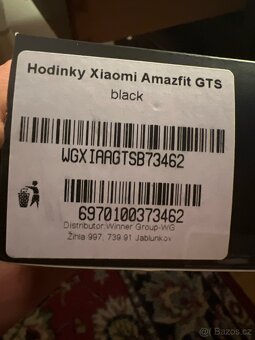 Hodinky Xiaomi Amazfit GTS
black
WGXIAAGTSB73462
6970100373462
Distributor:Winner Group-WG
Žihla 997, 739 91 Jablunkov
Bazos.cz